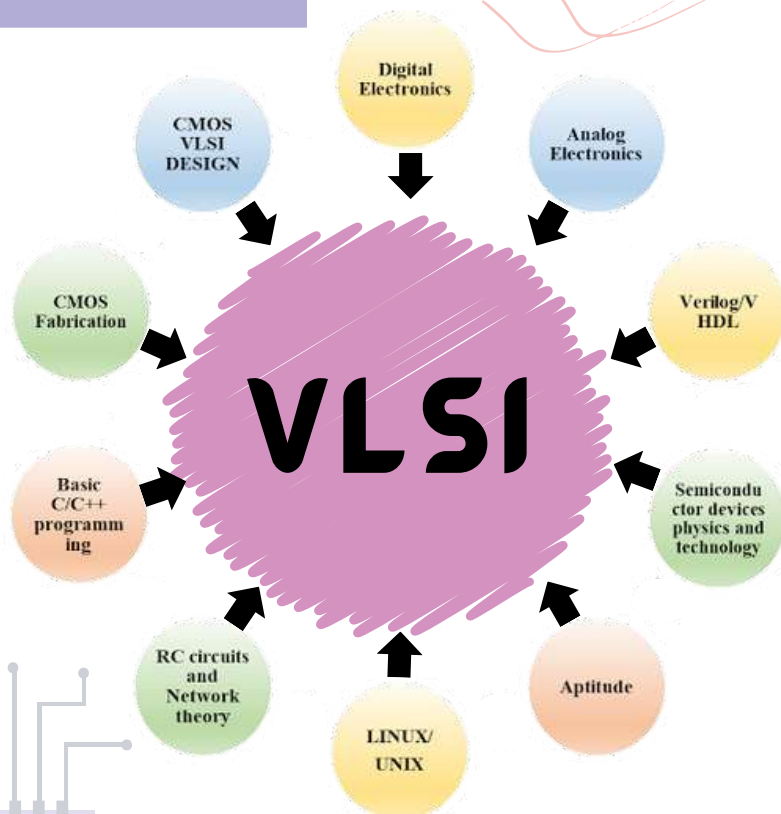 Digital
Electronics
CMOS
VLSI
DESIGN
Analog
Electronics
CMOS
Fabrication
Verilog/V
HDL
VLSI
Basic
C/C++
programm
ing
Semicondu
ctor devices
physics and
technology
RC circuits
and
Network
theory
Aptitude
LINUX/
UNIX